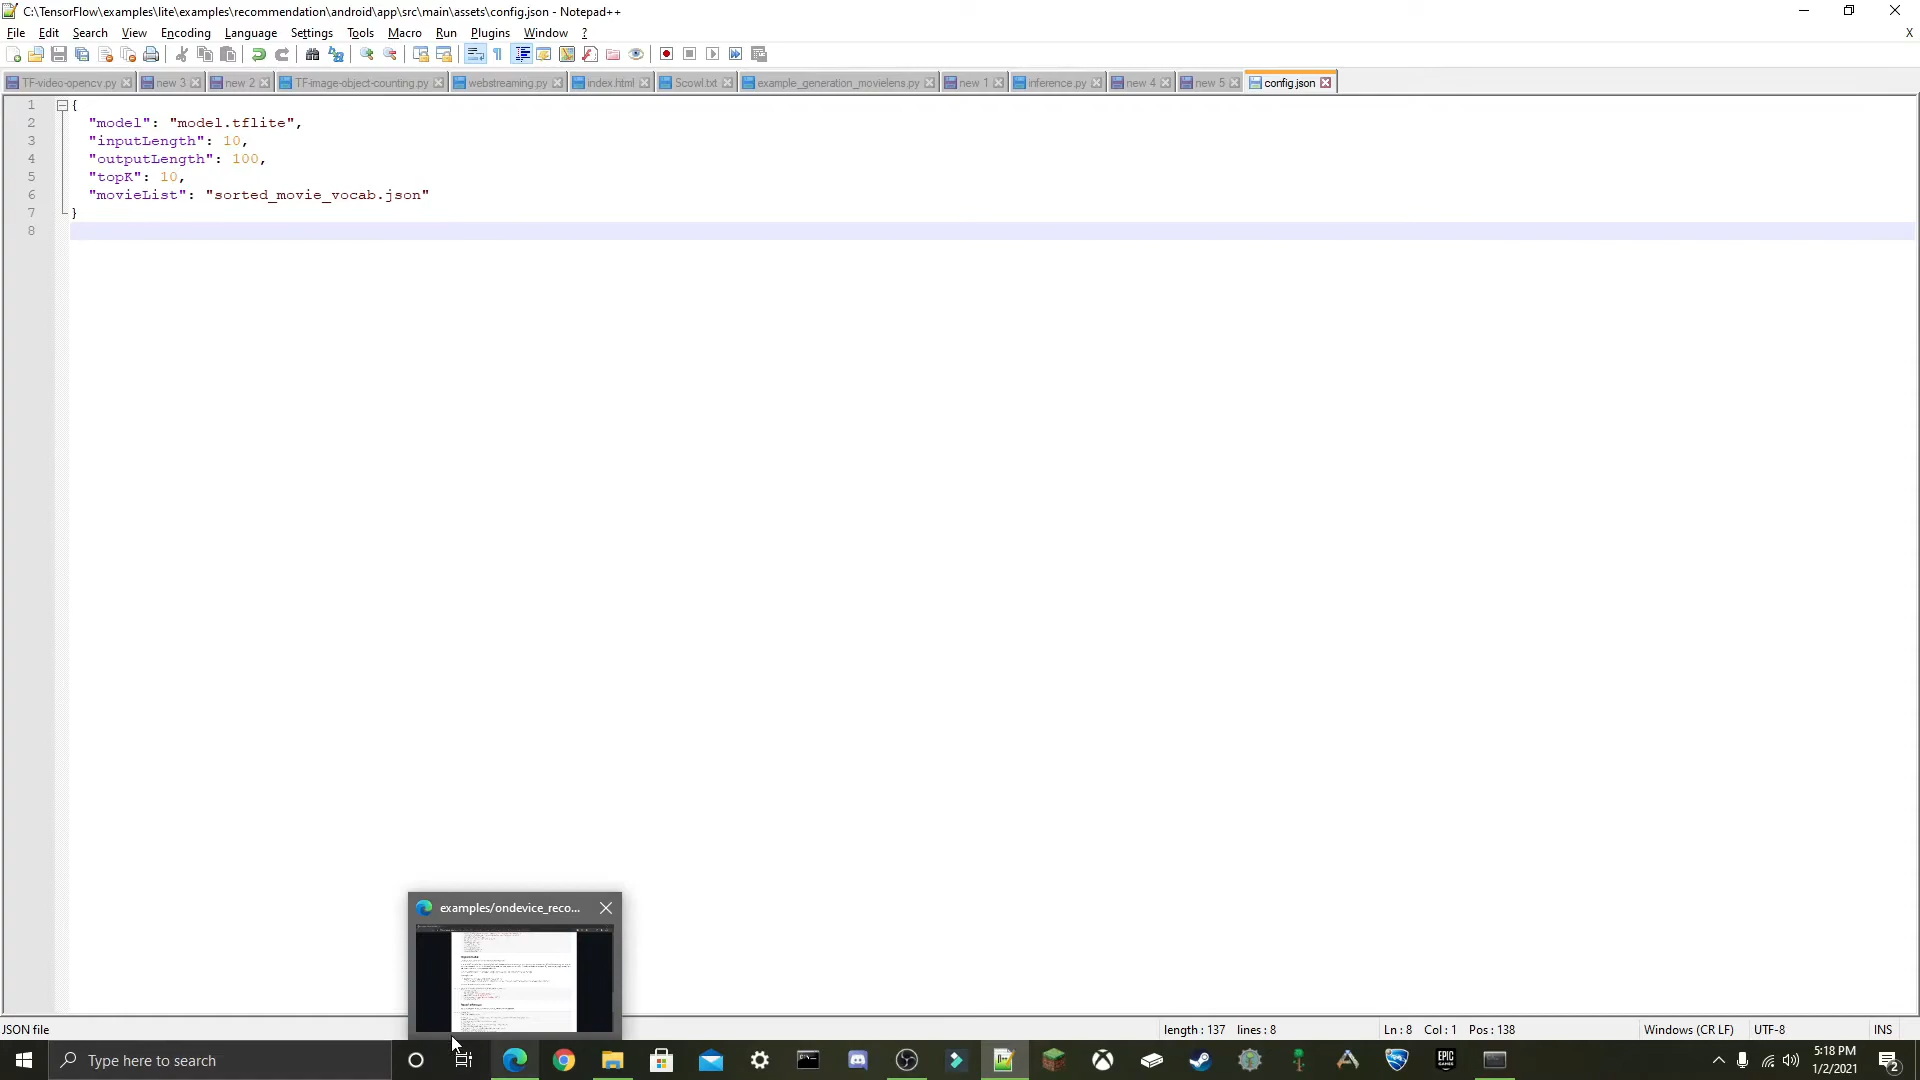 C:\TensorFlow\examples\lite\examples\recommendation\android\app\src\main\assets\config.json - Notepad++
File Edit Search View Encoding Language Settings Tools Macro Run Plugins Window ? X
TF-video-opencv.py new 3 new 2 TF-image-object-counting.py webstreaming.py index.html Scowl.txt example_generation_movielens.py new 1 inference.py new 4 new 5 config.json
1 {
2 "model": "model.tflite",
3 "inputLength": 10,
4 "outputLength": 100,
5 "topK": 10,
6 "movieList": "sorted_movie_vocab.json"
7 }
8
examples/ondevice_reco...
JSON file length : 137 lines : 8 Ln : 8 Col : 1 Pos : 138 Windows (CR LF) UTF-8 INS
Type here to search
EPIC GAMES
5:18 PM
1/2/2021
2